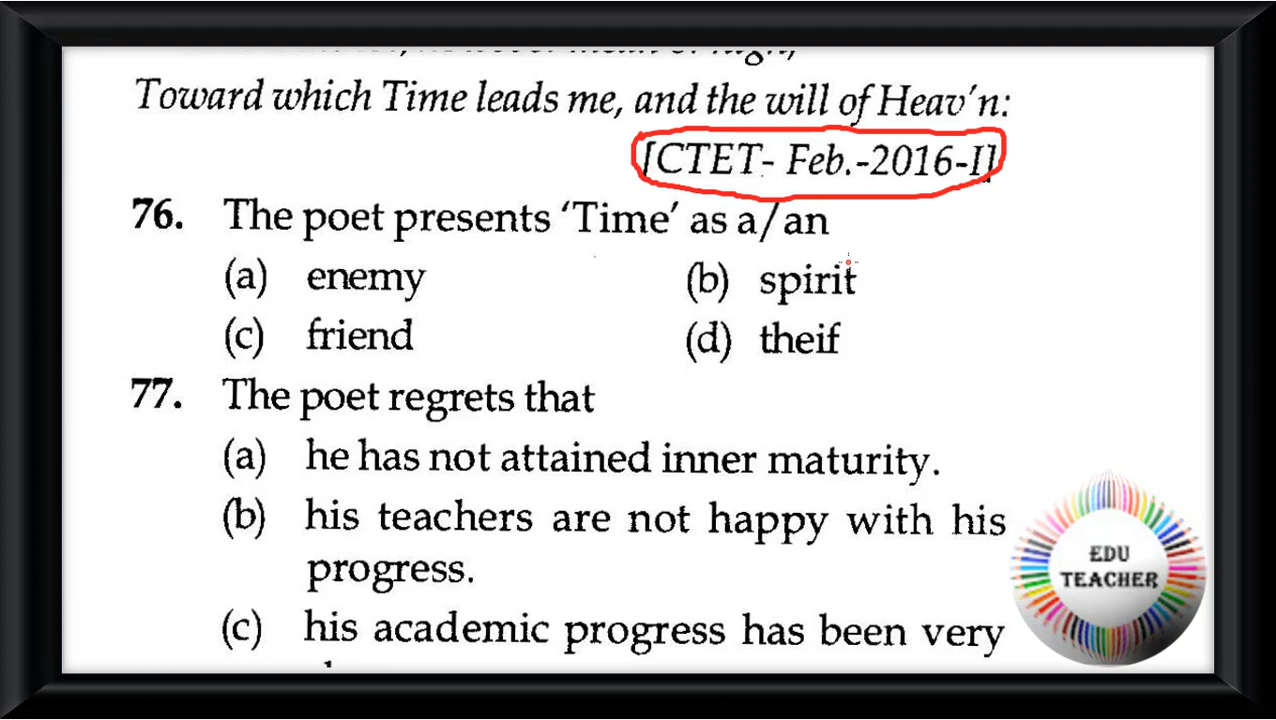 Toward which Time leads me, and the will of Heav'n:
[CTET- Feb.-2016-I]
76. The poet presents 'Time' as a/an
(a) enemy (b) spirit
(c) friend (d) theif
77. The poet regrets that
(a) he has not attained inner maturity.
(b) his teachers are not happy with his
progress.
(c) his academic progress has been very
EDU
TEACHER